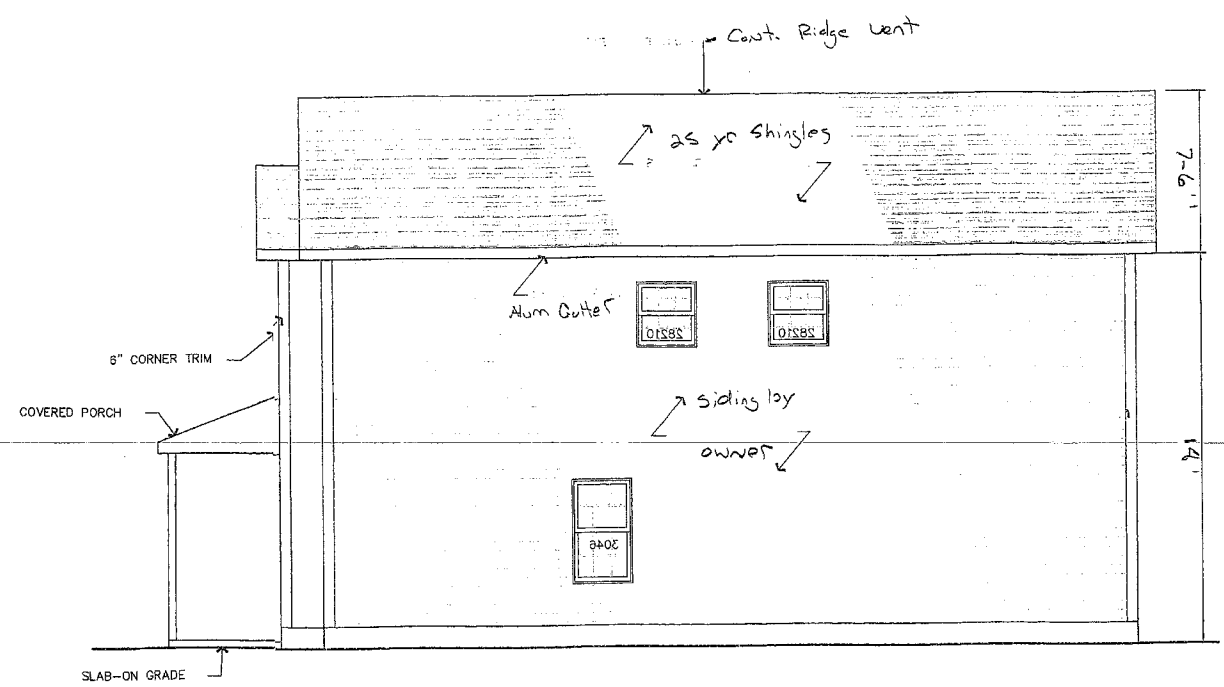 Cont. Ridge vent
25 yr Shingles
7-6"
Alum Gutter
28210
28210
6" CORNER TRIM
siding by
owner
COVERED PORCH
3046
SLAB-ON GRADE